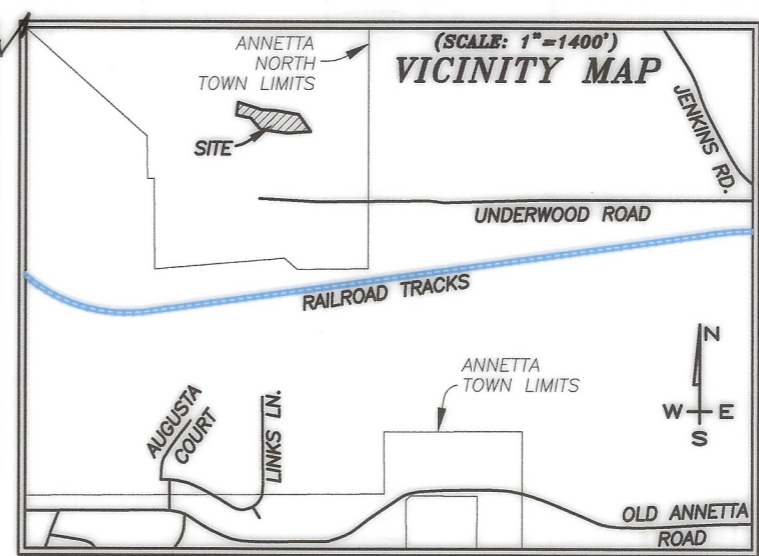 (SCALE: 1"=1400')
VICINITY MAP
ANNETTA
NORTH
TOWN LIMITS
SITE
JENKINS RD.
UNDERWOOD ROAD
RAILROAD TRACKS
ANNETTA
TOWN LIMITS
N
W E
S
AUGUSTA
COURT
LINKS LN.
OLD ANNETTA
ROAD